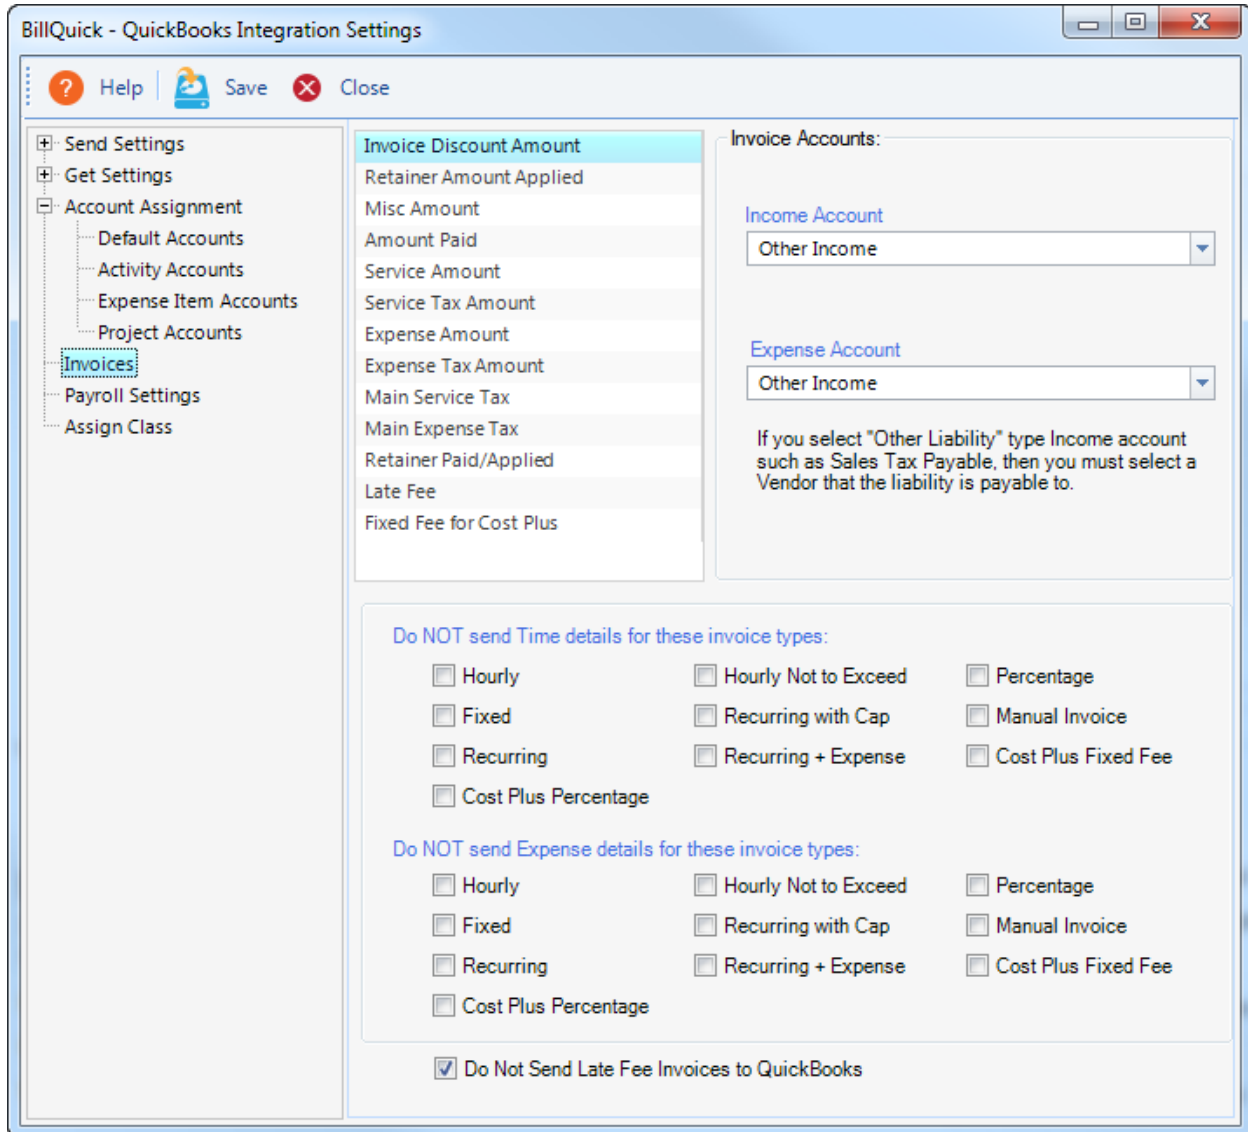 BillQuick - QuickBooks Integration Settings
? Help Save Close
Send Settings
Get Settings
Account Assignment
Default Accounts
Activity Accounts
Expense Item Accounts
Project Accounts
Invoices
Payroll Settings
Assign Class
Invoice Discount Amount
Retainer Amount Applied
Misc Amount
Amount Paid
Service Amount
Service Tax Amount
Expense Amount
Expense Tax Amount
Main Service Tax
Main Expense Tax
Retainer Paid/Applied
Late Fee
Fixed Fee for Cost Plus
Invoice Accounts:
Income Account
Other Income
Expense Account
Other Income
If you select "Other Liability" type Income account
such as Sales Tax Payable, then you must select a
Vendor that the liability is payable to.
Do NOT send Time details for these invoice types:
Hourly Hourly Not to Exceed Percentage
Fixed Recurring with Cap Manual Invoice
Recurring Recurring + Expense Cost Plus Fixed Fee
Cost Plus Percentage
Do NOT send Expense details for these invoice types:
Hourly Hourly Not to Exceed Percentage
Fixed Recurring with Cap Manual Invoice
Recurring Recurring + Expense Cost Plus Fixed Fee
Cost Plus Percentage
Do Not Send Late Fee Invoices to QuickBooks